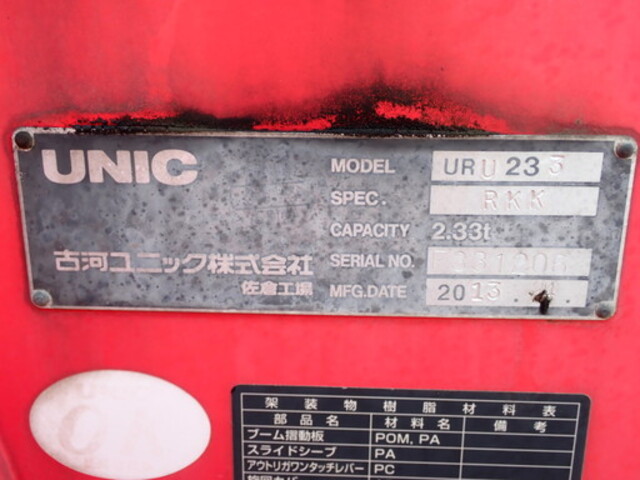 UNIC
MODEL URU233
SPEC. RKK
CAPACITY 2.33t
古河ユニック株式会社
佐倉工場
SERIAL NO.
MFG.DATE 2013.
架装物樹脂材料表
部品名 材料名 備考
ブーム摺動板 POM, PA
スライドシーブ PA
アウトリガワンタッチレバー PC